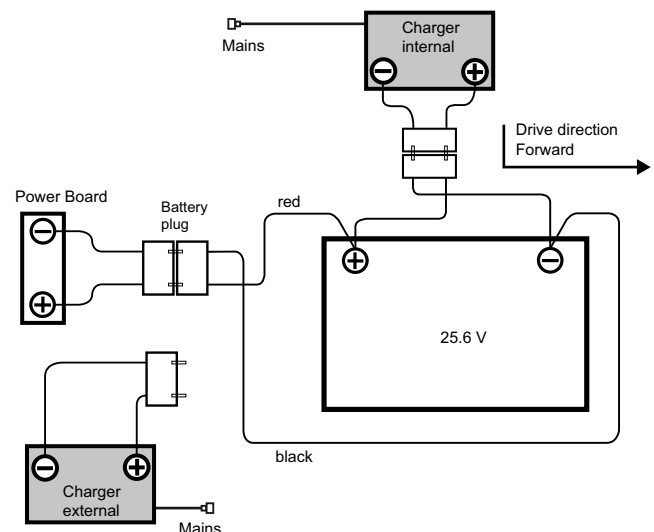 Charger
internal
Mains
Drive direction
Forward
Power Board
Battery
plug
red
25.6 V
black
Charger
external
Mains